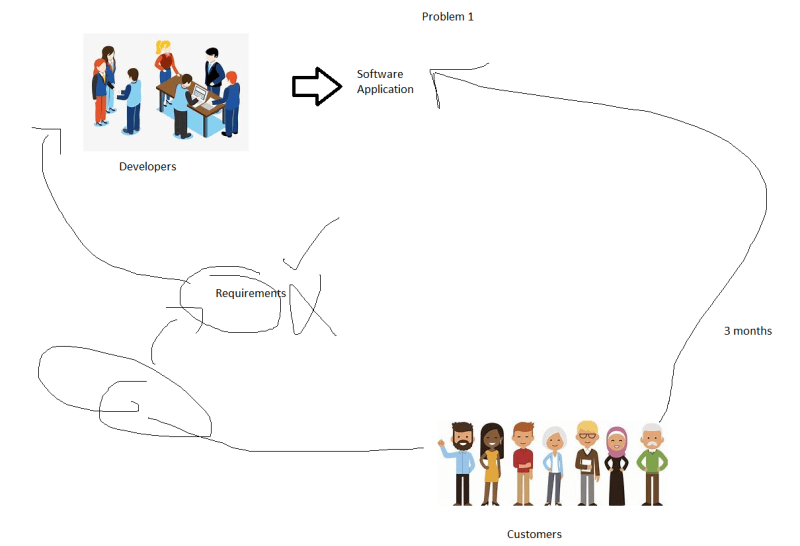 Problem 1
Software
Application
Developers
Requirements
3 months
Customers